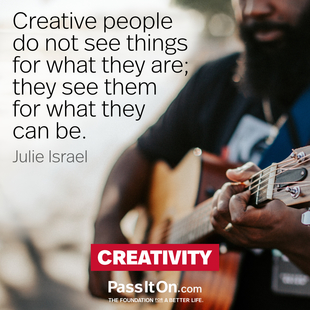 Creative people
do not see things
for what they are;
they see them
for what they
can be.
Julie Israel
CREATIVITY
PassItOn.com
THE FOUNDATION FOR A BETTER LIFE.